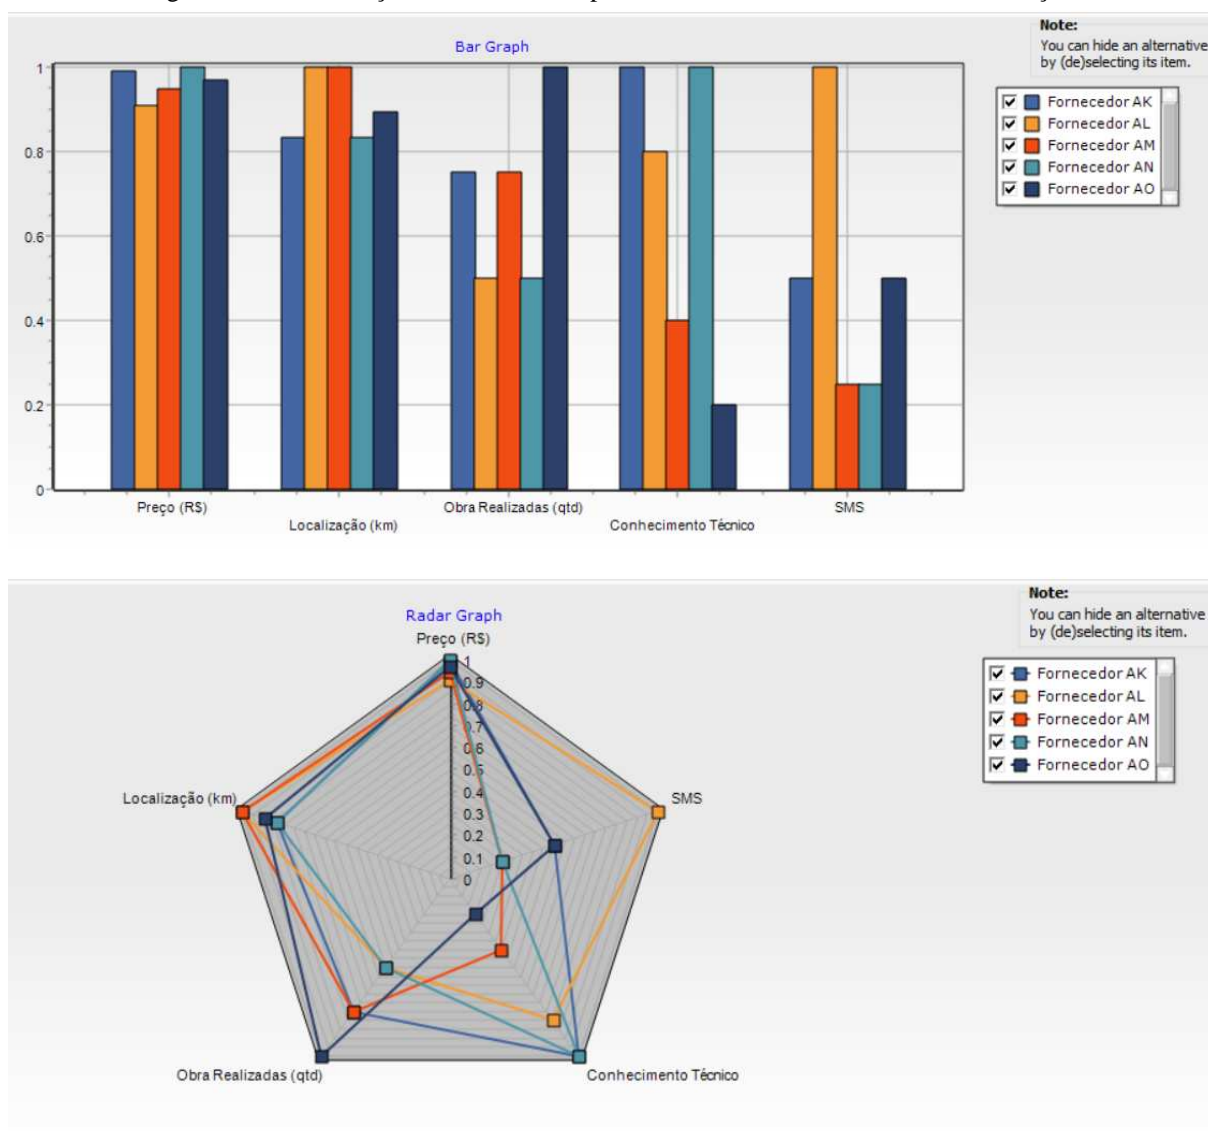 Note:
You can hide an alternative
by (de)selecting its item.
Bar Graph
Fornecedor AK
Fornecedor AL
Fornecedor AM
Fornecedor AN
Fornecedor AO
1
0.8
0.6
0.4
0.2
0
Preço (R$)
Localização (km)
Obra Realizadas (qtd)
Conhecimento Técnico
SMS
Note:
You can hide an alternative
by (de)selecting its item.
Radar Graph
Preço (R$)
Fornecedor AK
Fornecedor AL
Fornecedor AM
Fornecedor AN
Fornecedor AO
1
0.9
0.8
0.7
0.6
0.5
0.4
0.3
0.2
0.1
0
Localização (km)
SMS
Obra Realizadas (qtd)
Conhecimento Técnico